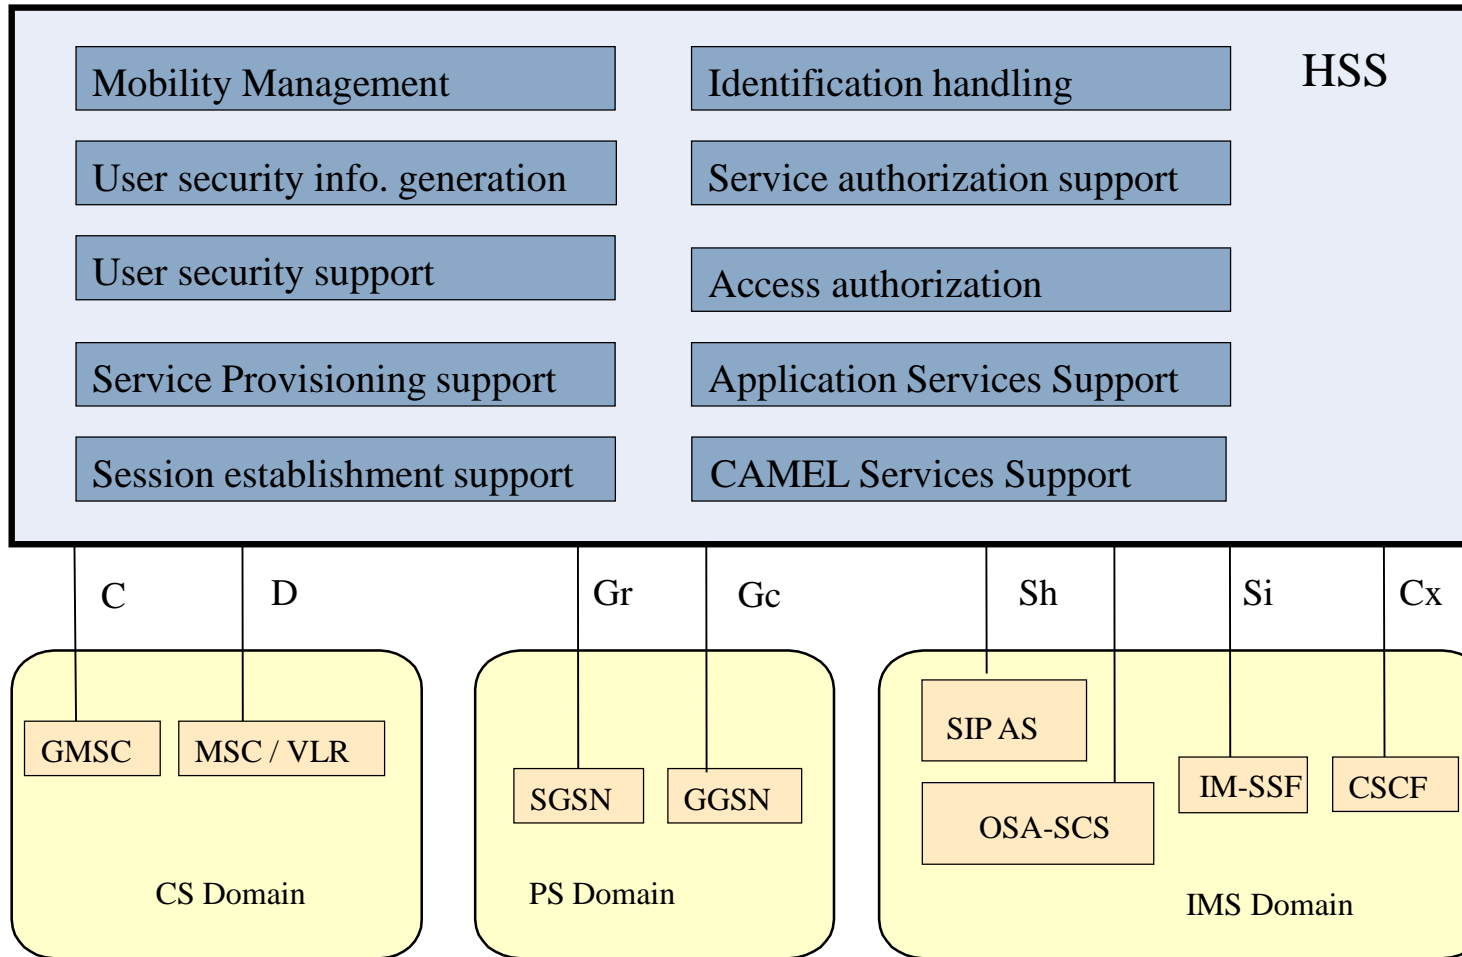 HSS
Mobility Management
Identification handling
User security info. generation
Service authorization support
User security support
Access authorization
Service Provisioning support
Application Services Support
Session establishment support
CAMEL Services Support
C
D
Gr
Gc
Sh
Si
Cx
GMSC
MSC / VLR
CS Domain
SGSN
GGSN
PS Domain
SIP AS
OSA-SCS
IM-SSF
CSCF
IMS Domain